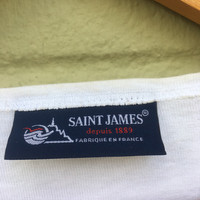 SAINT JAMES®
depuis 1889
FABRIQUÉ EN FRANCE